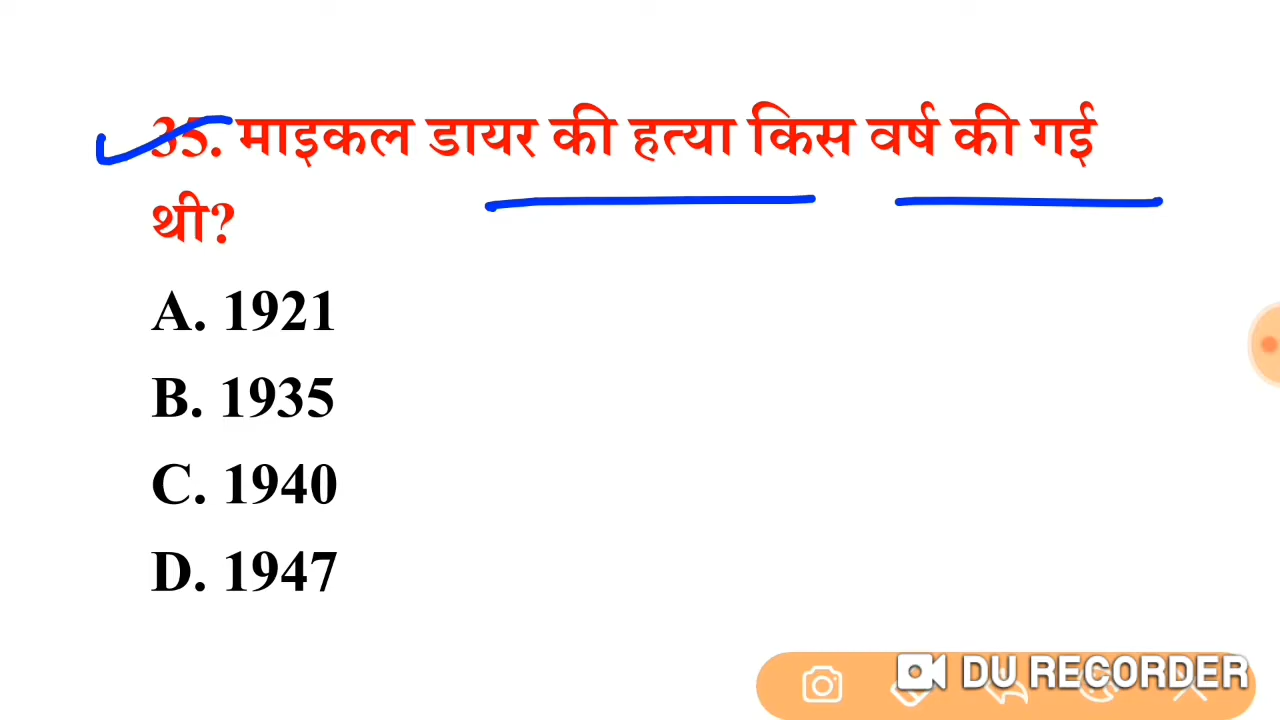 35. माइकल डायर की हत्या किस वर्ष की गई
थी?
A. 1921
B. 1935
C. 1940
D. 1947
DU RECORDER